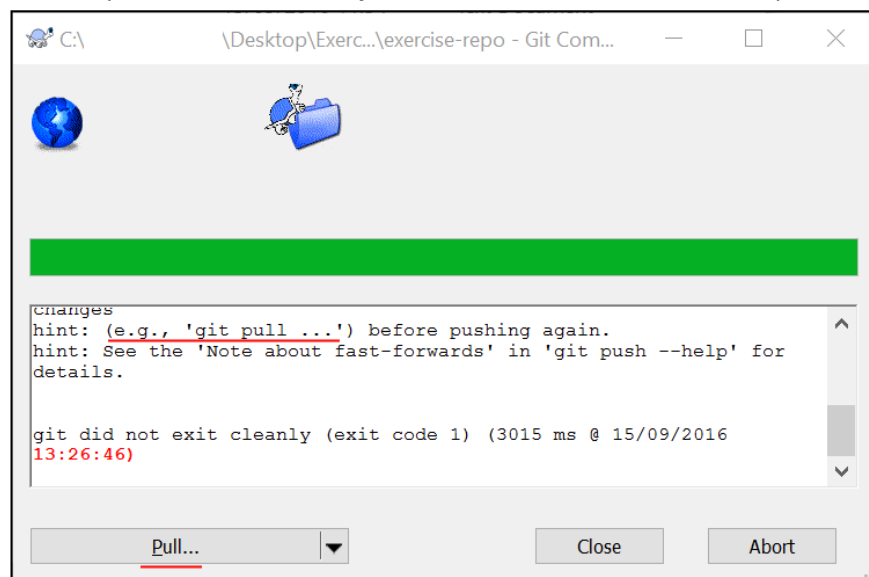 C:\ \Desktop\Exerc...\exercise-repo - Git Com...
changes
hint: (e.g., 'git pull ...') before pushing again.
hint: See the 'Note about fast-forwards' in 'git push --help' for
details.
git did not exit cleanly (exit code 1) (3015 ms @ 15/09/2016
13:26:46)
Pull... Close Abort